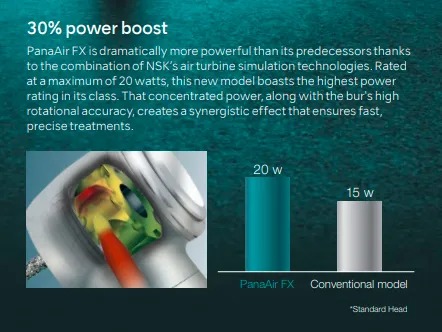 30% power boost
PanaAir FX is dramatically more powerful than its predecessors thanks
to the combination of NSK's air turbine simulation technologies. Rated
at a maximum of 20 watts, this new model boasts the highest power
rating in its class. That concentrated power, along with the bur's high
rotational accuracy, creates a synergistic effect that ensures fast,
precise treatments.
20 w
15 w
PanaAir FX
Conventional model
*Standard Head